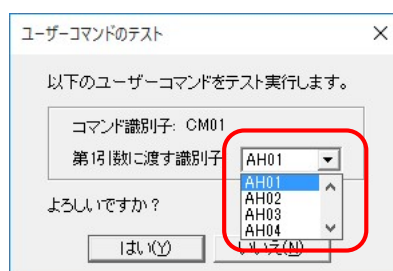 ユーザーコマンドのテスト
以下のユーザーコマンドをテスト実行します。
コマンド識別子: CM01
第1引数に渡す識別子 AH01
AH01
AH02
AH03
AH04
よろしいですか？
はい(Y) いいえ(N)